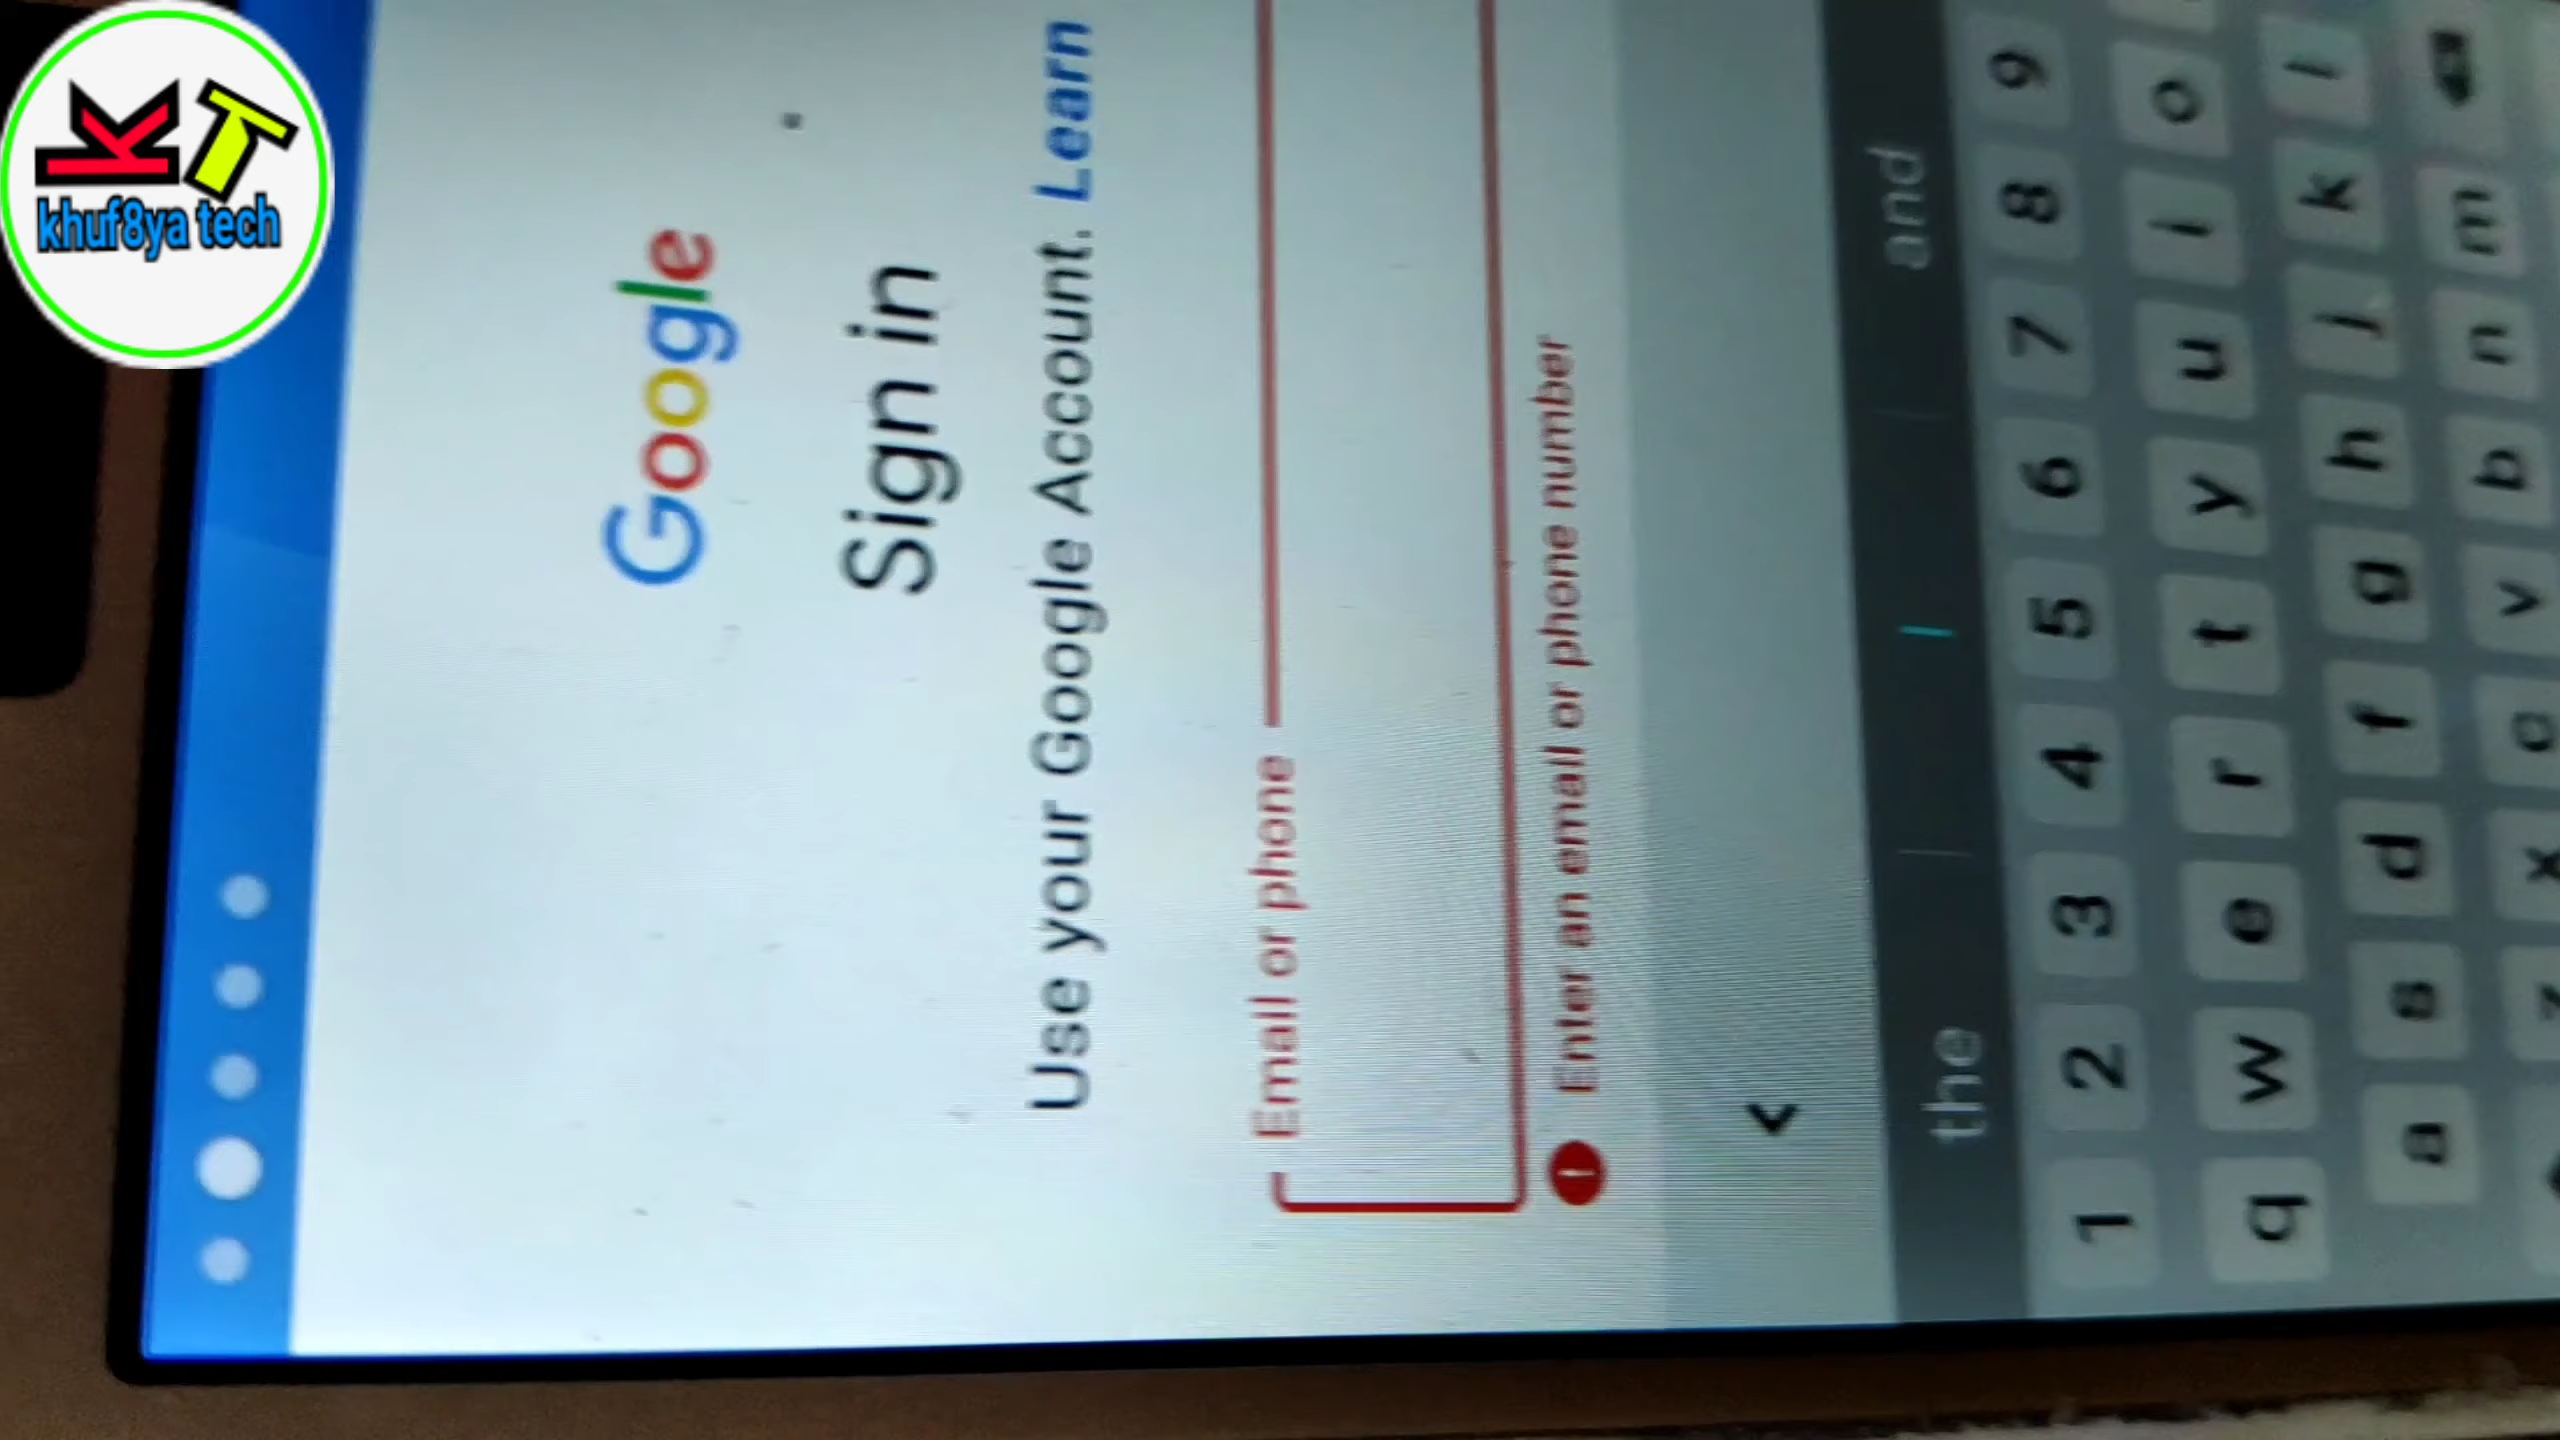 KT
khuf8ya tech
Google
Sign in
Use your Google Account. Learn
Email or phone
Enter an email or phone number
the
and
1 2 3 4 5 6 7 8 9
q w e r t y u i o
a s d f g h j k l
z x c v b n m